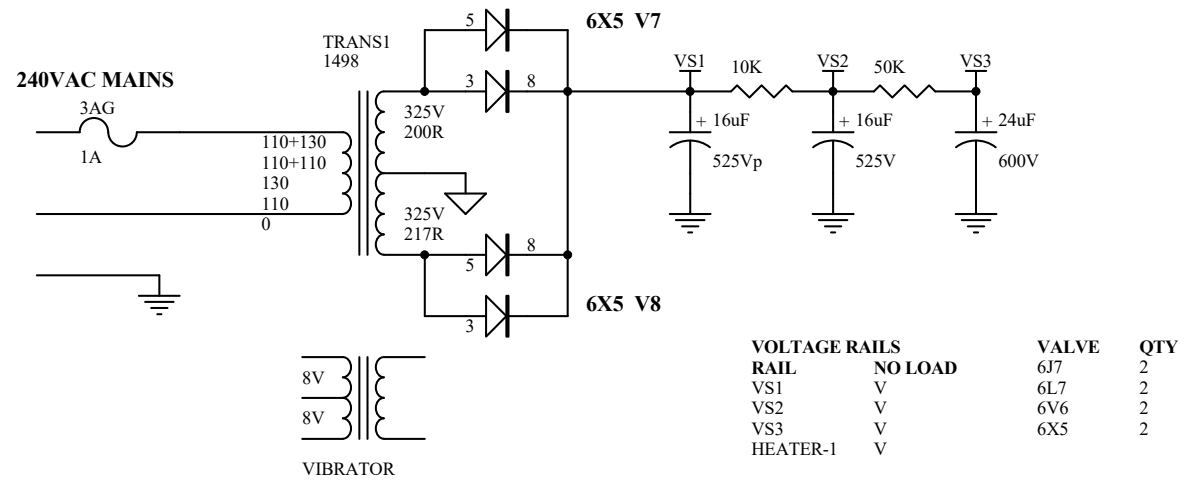 6X5 V7
TRANS1
1498
5
240VAC MAINS
3AG
1A
110+130
110+110
130
110
0
325V
200R
325V
217R
3
8
8
5
3
6X5 V8
VS1
10K
VS2
50K
VS3
+ 16uF
525Vp
+ 16uF
525V
+ 24uF
600V
8V
8V
VIBRATOR
VOLTAGE RAILS VALVE QTY
RAIL NO LOAD 6J7 2
VS1 V 6L7 2
VS2 V 6V6 2
VS3 V 6X5 2
HEATER-1 V